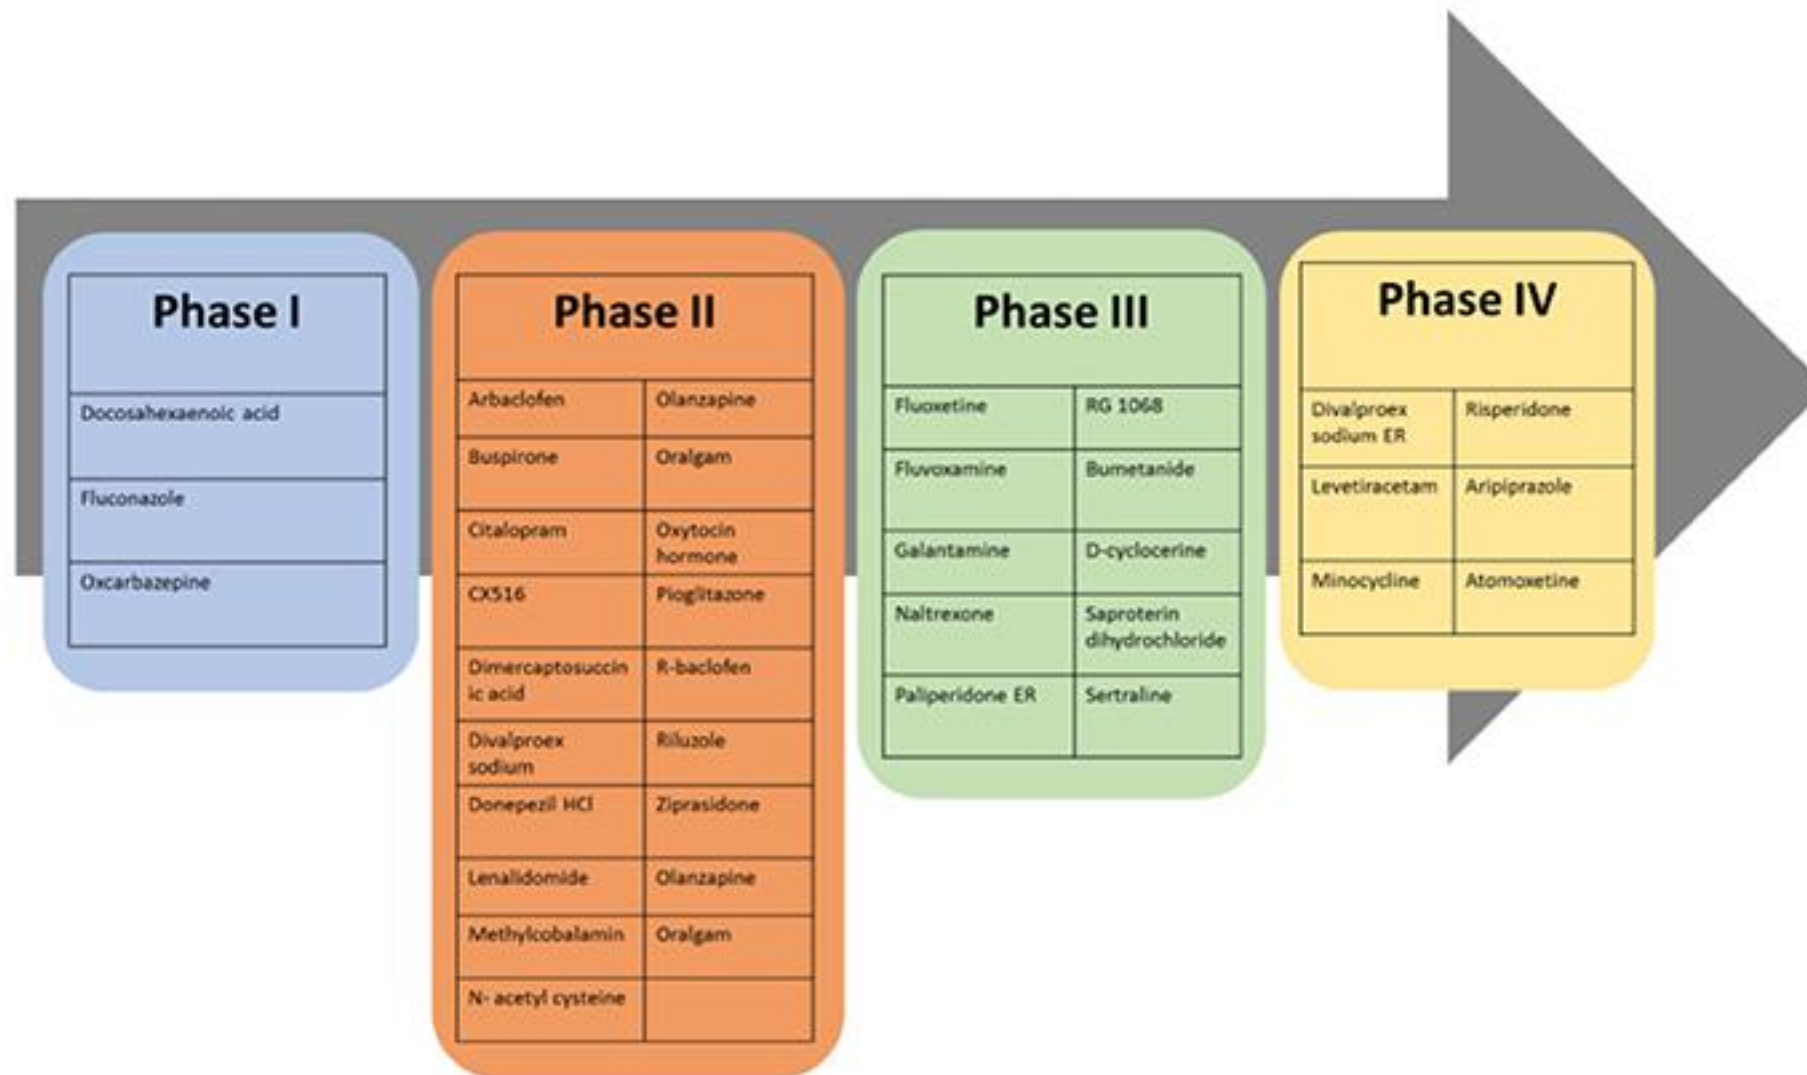 Phase I
Docosahexaenoic acid
Fluconazole
Oxcarbazepine
Phase II
Arbaclofen
Olanzapine
Buspirone
Oralgam
Citalopram
Oxytocin
hormone
CX516
Pioglitazone
Dimercaptosuccin
ic acid
R-baclofen
Divalproex
sodium
Riluzole
Donepezil HCl
Ziprasidone
Lenalidomide
Olanzapine
Methylcobalamin
Oralgam
N- acetyl cysteine
Phase III
Fluoxetine
RG 1068
Fluvoxamine
Bumetanide
Galantamine
D-cyclocerine
Naltrexone
Saproterin
dihydrochloride
Paliperidone ER
Sertraline
Phase IV
Divalproex
sodium ER
Risperidone
Levetiracetam
Aripiprazole
Minocycline
Atomoxetine